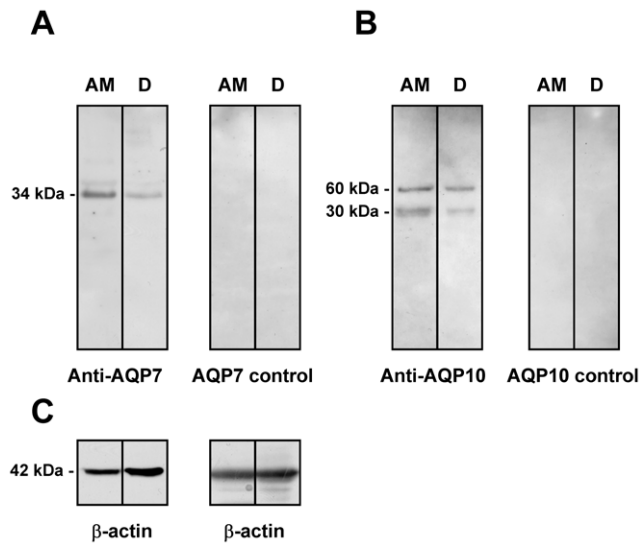 A
B
AM D
AM D
AM D
AM D
34 kDa -
60 kDa -
30 kDa -
Anti-AQP7
AQP7 control
Anti-AQP10
AQP10 control
C
42 kDa -
β-actin
β-actin